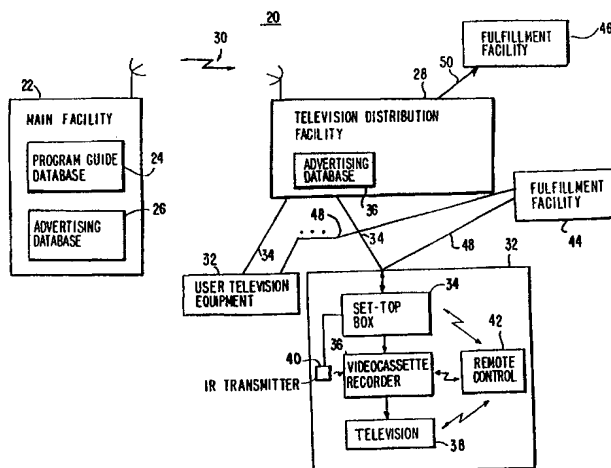 20
30
22
MAIN FACILITY
PROGRAM GUIDE
DATABASE
24
ADVERTISING
DATABASE
26
28
TELEVISION DISTRIBUTION
FACILITY
ADVERTISING
DATABASE
36
50
FULFILLMENT
FACILITY
46
FULFILLMENT
FACILITY
44
48
34
34
48
32
USER TELEVISION
EQUIPMENT
32
SET-TOP
BOX
34
40
IR TRANSMITTER
36
VIDEOCASSETTE
RECORDER
42
REMOTE
CONTROL
TELEVISION
38